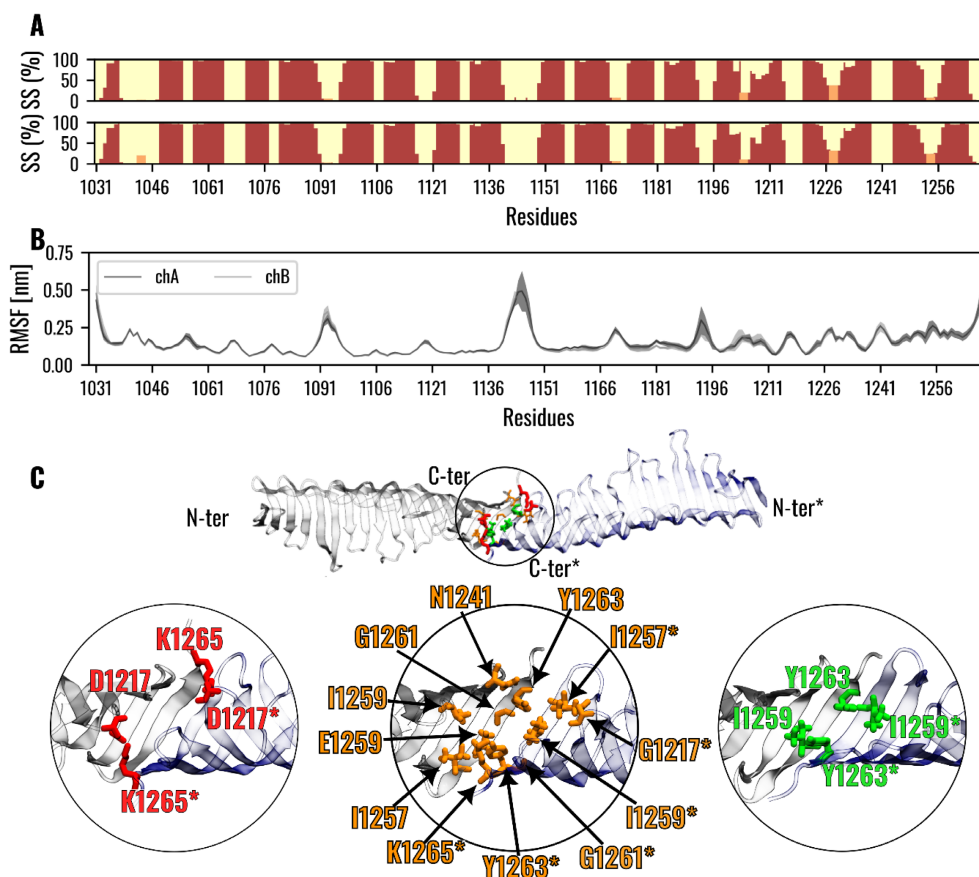 A
SS (%)
100
50
0
SS (%)
100
50
0
1031 1046 1061 1076 1091 1106 1121 1136 1151 1166 1181 1196 1211 1226 1241 1256
Residues
B
RMSF [nm]
0.75
0.50
0.25
0.00
chA chB
1031 1046 1061 1076 1091 1106 1121 1136 1151 1166 1181 1196 1211 1226 1241 1256
Residues
C
C-ter
N-ter
N-ter*
C-ter*
K1265
D1217
D1217*
K1265*
N1241
Y1263
G1261
I1257*
I1259
E1259
G1217*
I1257
I1259*
K1265*
G1261*
Y1263*
Y1263
I1259
I1259*
Y1263*